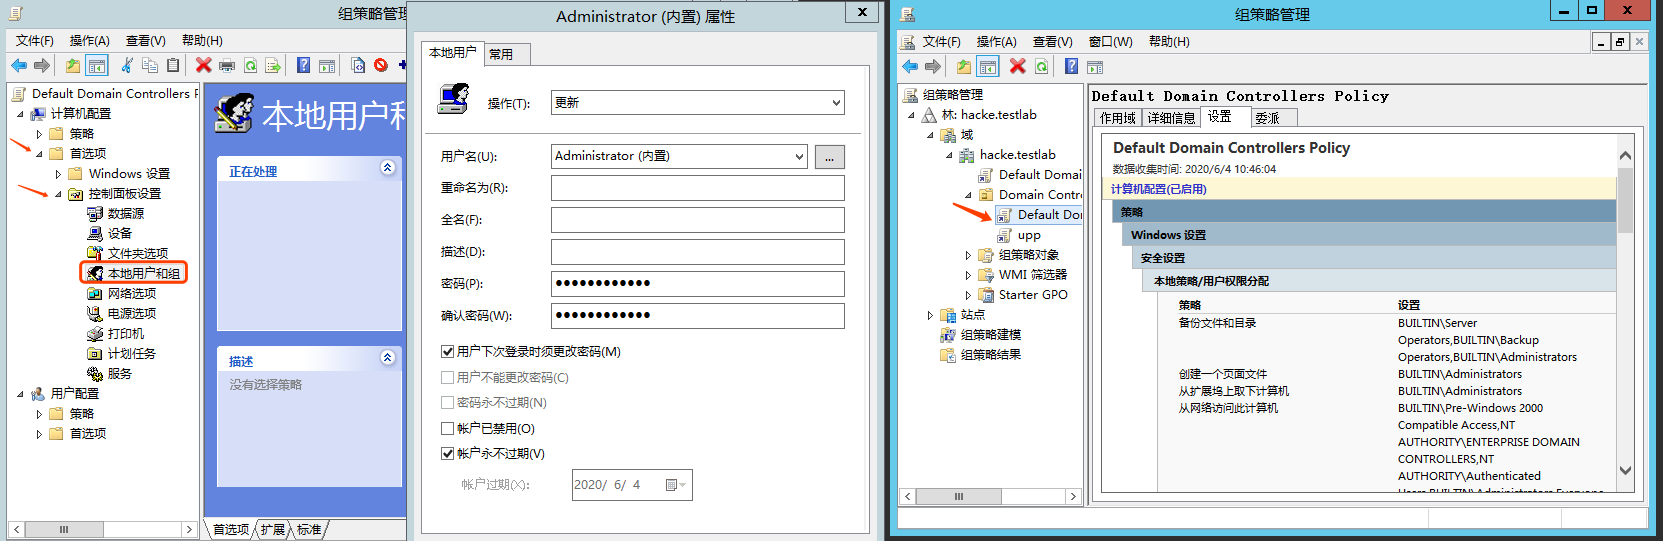 组策略管理
文件(F) 操作(A) 查看(V) 帮助(H)
Default Domain Controllers
计算机配置
策略
首选项
Windows 设置
控制面板设置
数据源
设备
文件夹选项
本地用户和组
网络选项
电源选项
打印机
计划任务
服务
用户配置
策略
首选项
本地用户和
正在处理
描述
没有选择策略
首选项 扩展 标准
Administrator (内置) 属性
本地用户 常用
操作(T): 更新
用户名(U): Administrator (内置) ...
重命名为(R):
全名(F):
描述(D):
密码(P): ●●●●●●●●●●●●
确认密码(W): ●●●●●●●●●●●●
用户下次登录时须更改密码(M)
用户不能更改密码(C)
密码永不过期(N)
帐户已禁用(O)
帐户永不过期(V)
帐户过期(X): 2020/ 6/ 4
组策略管理
文件(F) 操作(A) 查看(V) 窗口(W) 帮助(H)
组策略管理
林: hacke.testlab
域
hacke.testlab
Default Domai
Domain Contr
Default Do
upp
组策略对象
WMI 筛选器
Starter GPO
站点
组策略建模
组策略结果
Default Domain Controllers Policy
作用域 详细信息 设置 委派
Default Domain Controllers Policy
数据收集时间: 2020/6/4 10:46:04
计算机配置(已启用)
策略
Windows 设置
安全设置
本地策略/用户权限分配
策略 设置
备份文件和目录 BUILTIN\Server
Operators,BUILTIN\Backup
Operators,BUILTIN\Administrators
创建一个页面文件 BUILTIN\Administrators
从扩展坞上取下计算机 BUILTIN\Administrators
从网络访问此计算机 BUILTIN\Pre-Windows 2000
Compatible Access,NT
AUTHORITY\ENTERPRISE DOMAIN
CONTROLLERS,NT
AUTHORITY\Authenticated
Users,BUILTIN\Administrators,Everyone